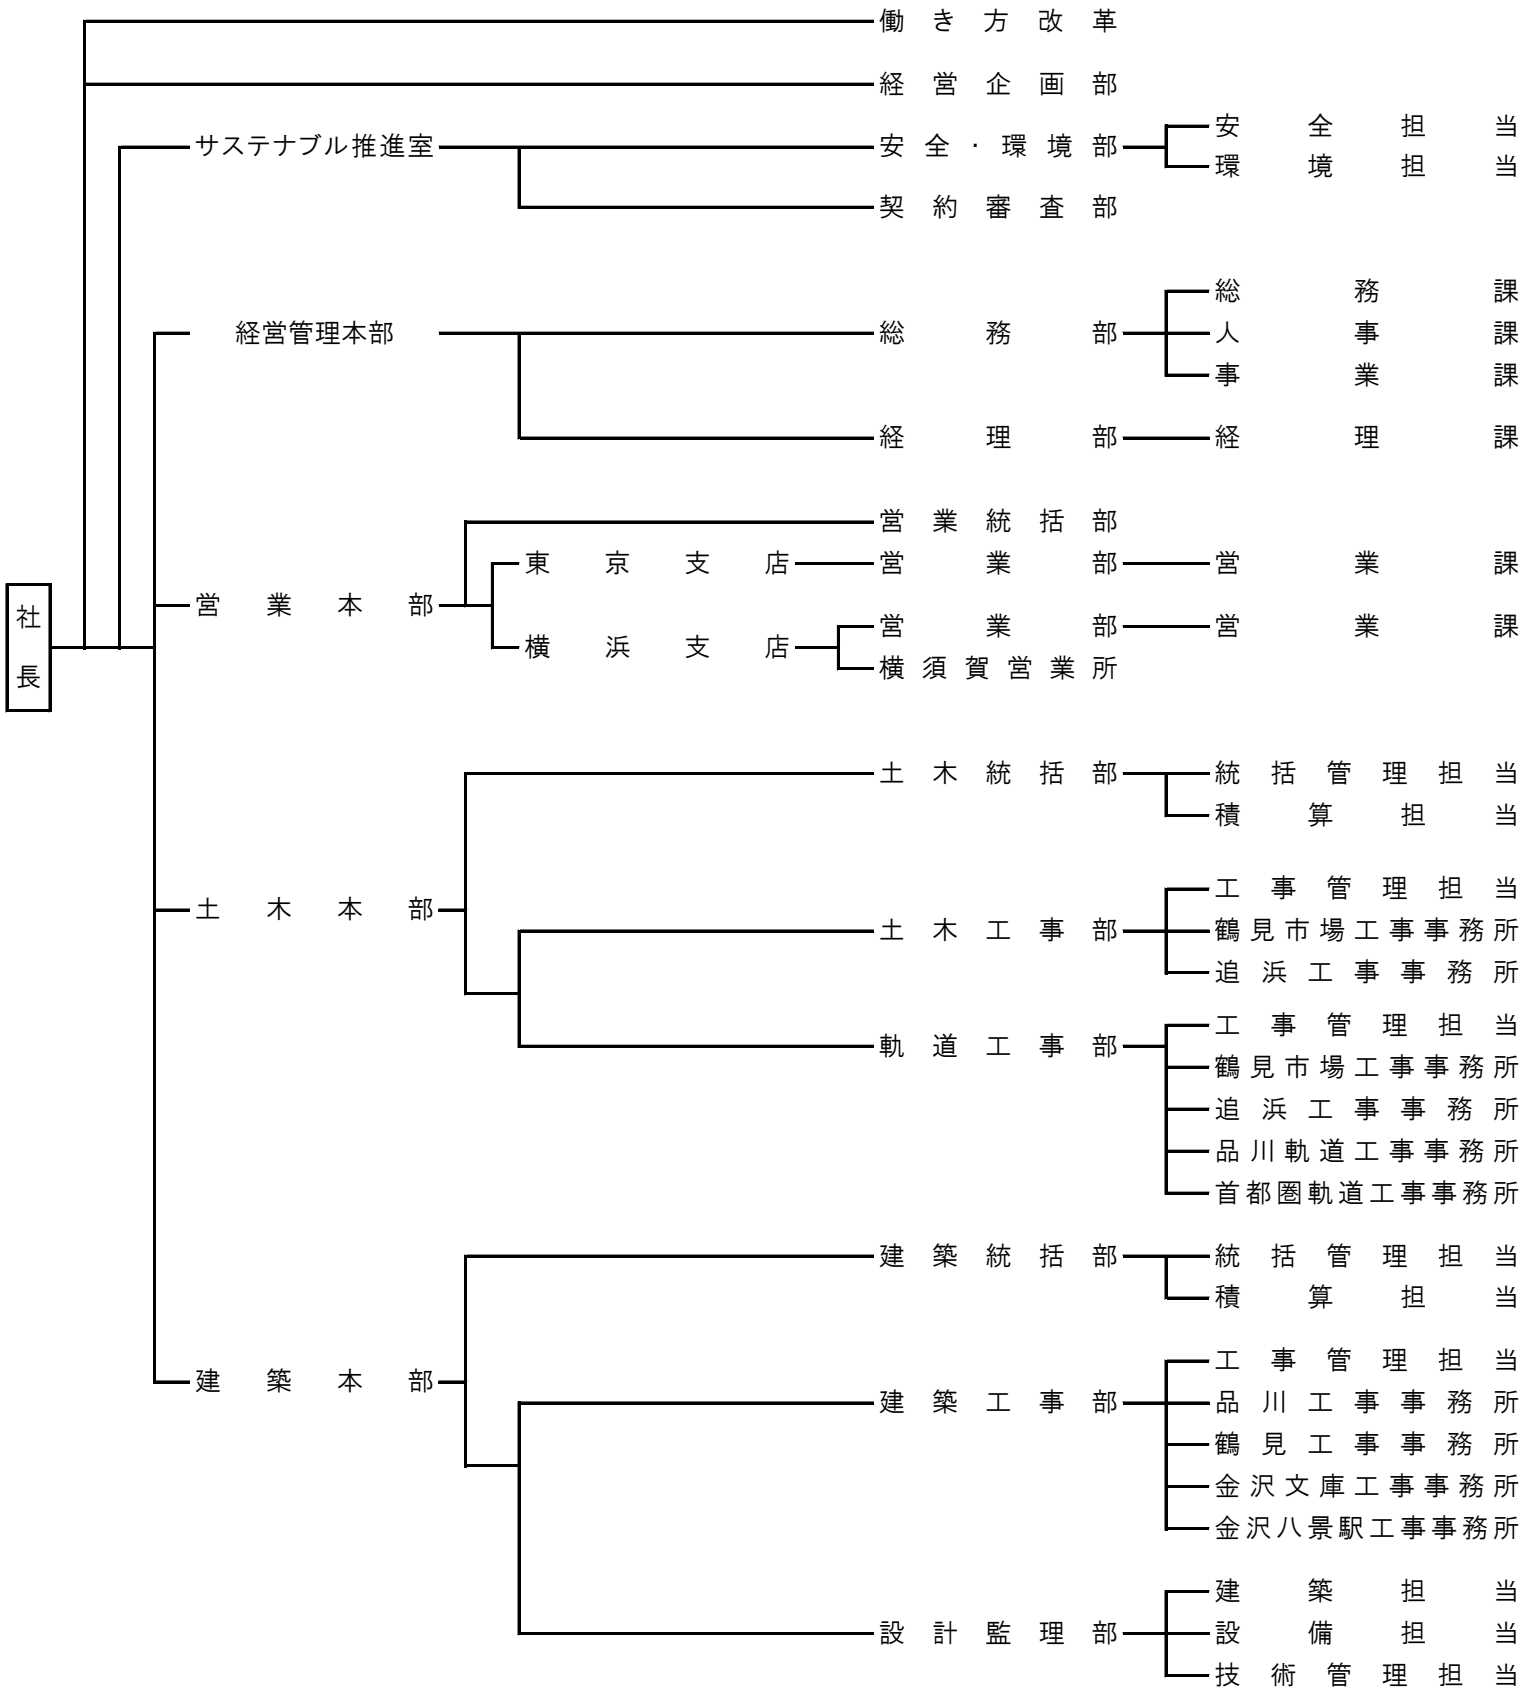 働き方改革
経営企画部
サステナブル推進室
安全・環境部
安全担当
環境担当
契約審査部
経営管理本部
総務部
総務課
人事課
事業課
経理部
経理課
社長
営業本部
営業統括部
東京支店
営業部
営業課
横浜支店
営業部
営業課
横須賀営業所
土木本部
土木統括部
統括管理担当
積算担当
土木工事部
工事管理担当
鶴見市場工事事務所
追浜工事事務所
軌道工事部
工事管理担当
鶴見市場工事事務所
追浜工事事務所
品川軌道工事事務所
首都圏軌道工事事務所
建築本部
建築統括部
統括管理担当
積算担当
建築工事部
工事管理担当
品川工事事務所
鶴見工事事務所
金沢文庫工事事務所
金沢八景駅工事事務所
設計監理部
建築担当
設備担当
技術管理担当